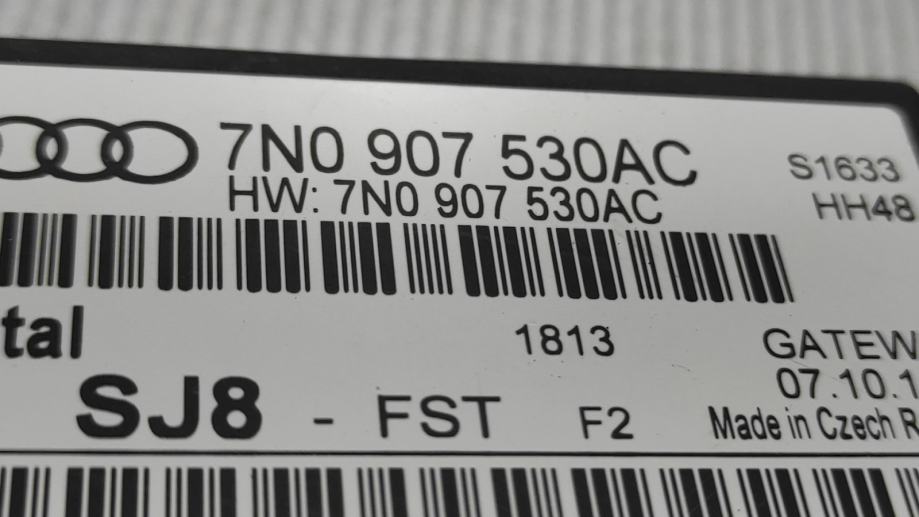 7N0 907 530AC S1633
HW: 7N0 907 530AC HH48
tal 1813 GATEW
07.10.1
SJ8 - FST F2 Made in Czech R